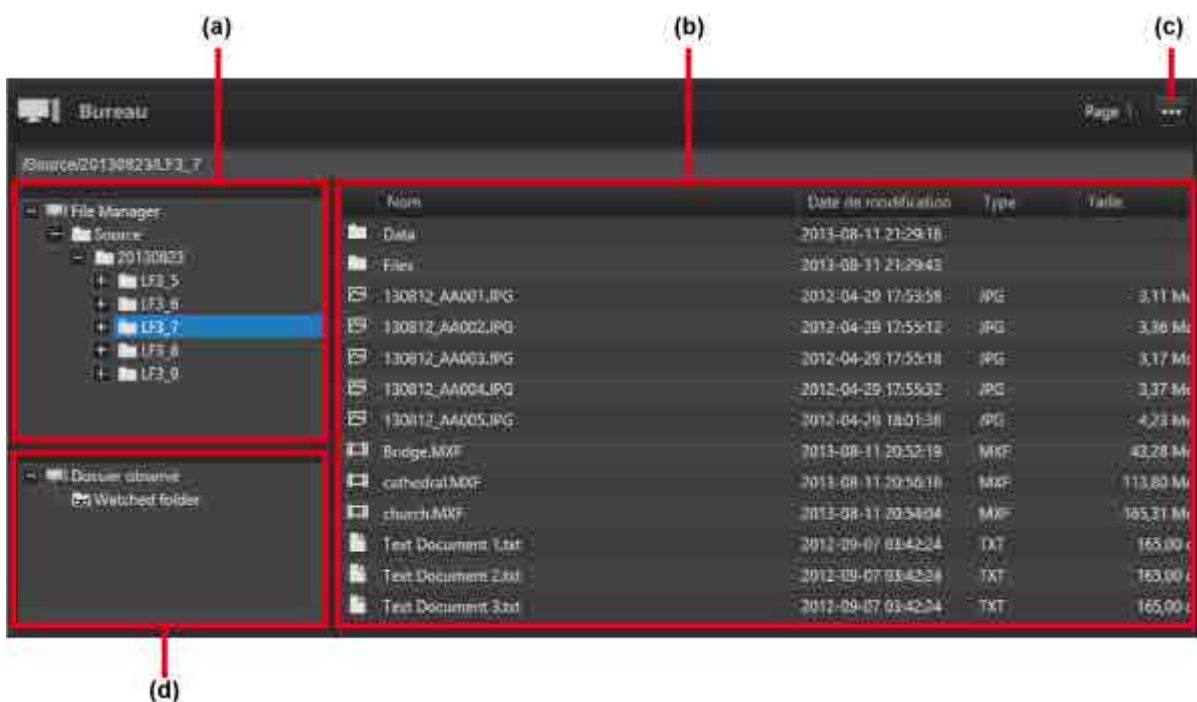 (a) (b) (c)
Bureau Page 1
/Source/20130823/LF3_7
File Manager
Source
20130823
LF3_5
LF3_6
LF3_7
LF3_8
LF3_9
Dossier observé
Watched folder
Nom Date de modification Type Taille
Data 2013-08-11 21:29:18
Files 2013-08-11 21:29:43
130812_AA001.JPG 2012-04-29 17:53:58 JPG 3,11 Mo
130812_AA002.JPG 2012-04-29 17:55:12 JPG 3,36 Mo
130812_AA003.JPG 2012-04-29 17:55:18 JPG 3,17 Mo
130812_AA004.JPG 2012-04-29 17:55:32 JPG 3,37 Mo
130812_AA005.JPG 2012-04-29 18:01:36 JPG 4,23 Mo
Bridge.MXF 2013-08-11 20:52:19 MXF 43,28 Mo
cathedral.MXF 2013-08-11 20:56:16 MXF 113,80 Mo
church.MXF 2013-08-11 20:54:04 MXF 165,31 Mo
Text Document 1.txt 2012-09-07 03:42:24 TXT 165,00 o
Text Document 2.txt 2012-09-07 03:42:24 TXT 165,00 o
Text Document 3.txt 2012-09-07 03:42:24 TXT 165,00 o
(d)